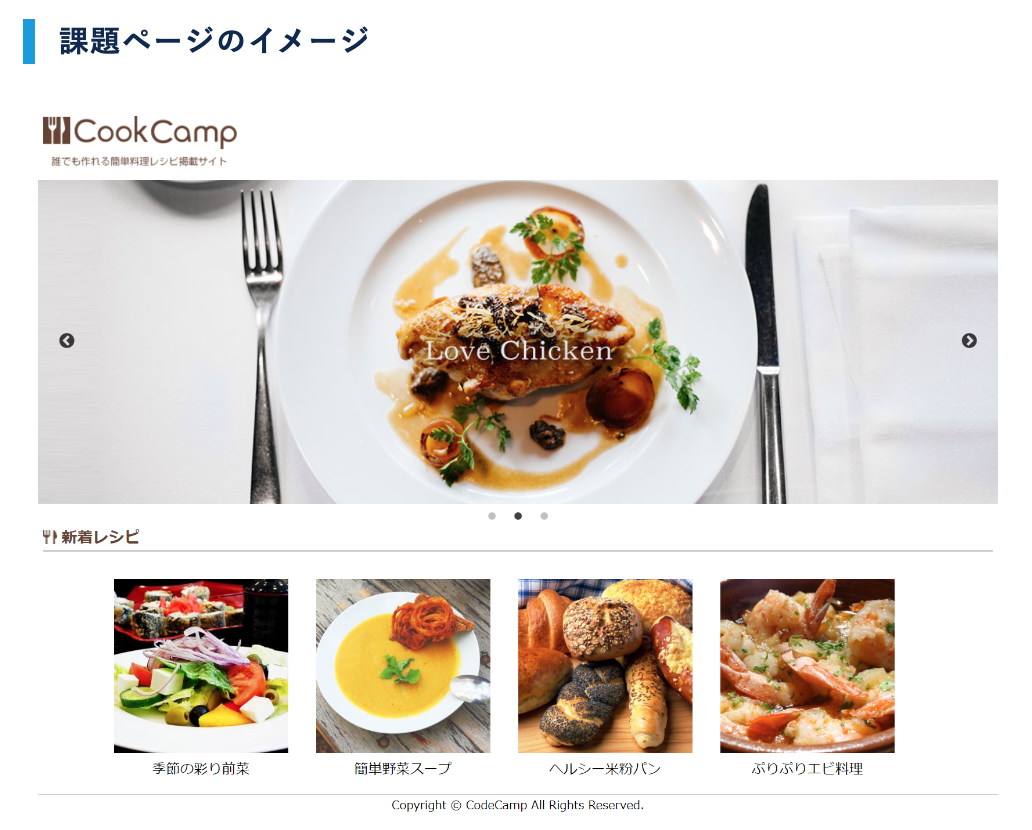 課題ページのイメージ
CookCamp
誰でも作れる簡単料理レシピ掲載サイト
Love Chicken
新着レシピ
季節の彩り前菜
簡単野菜スープ
ヘルシー米粉パン
ぷりぷりエビ料理
Copyright © CodeCamp All Rights Reserved.